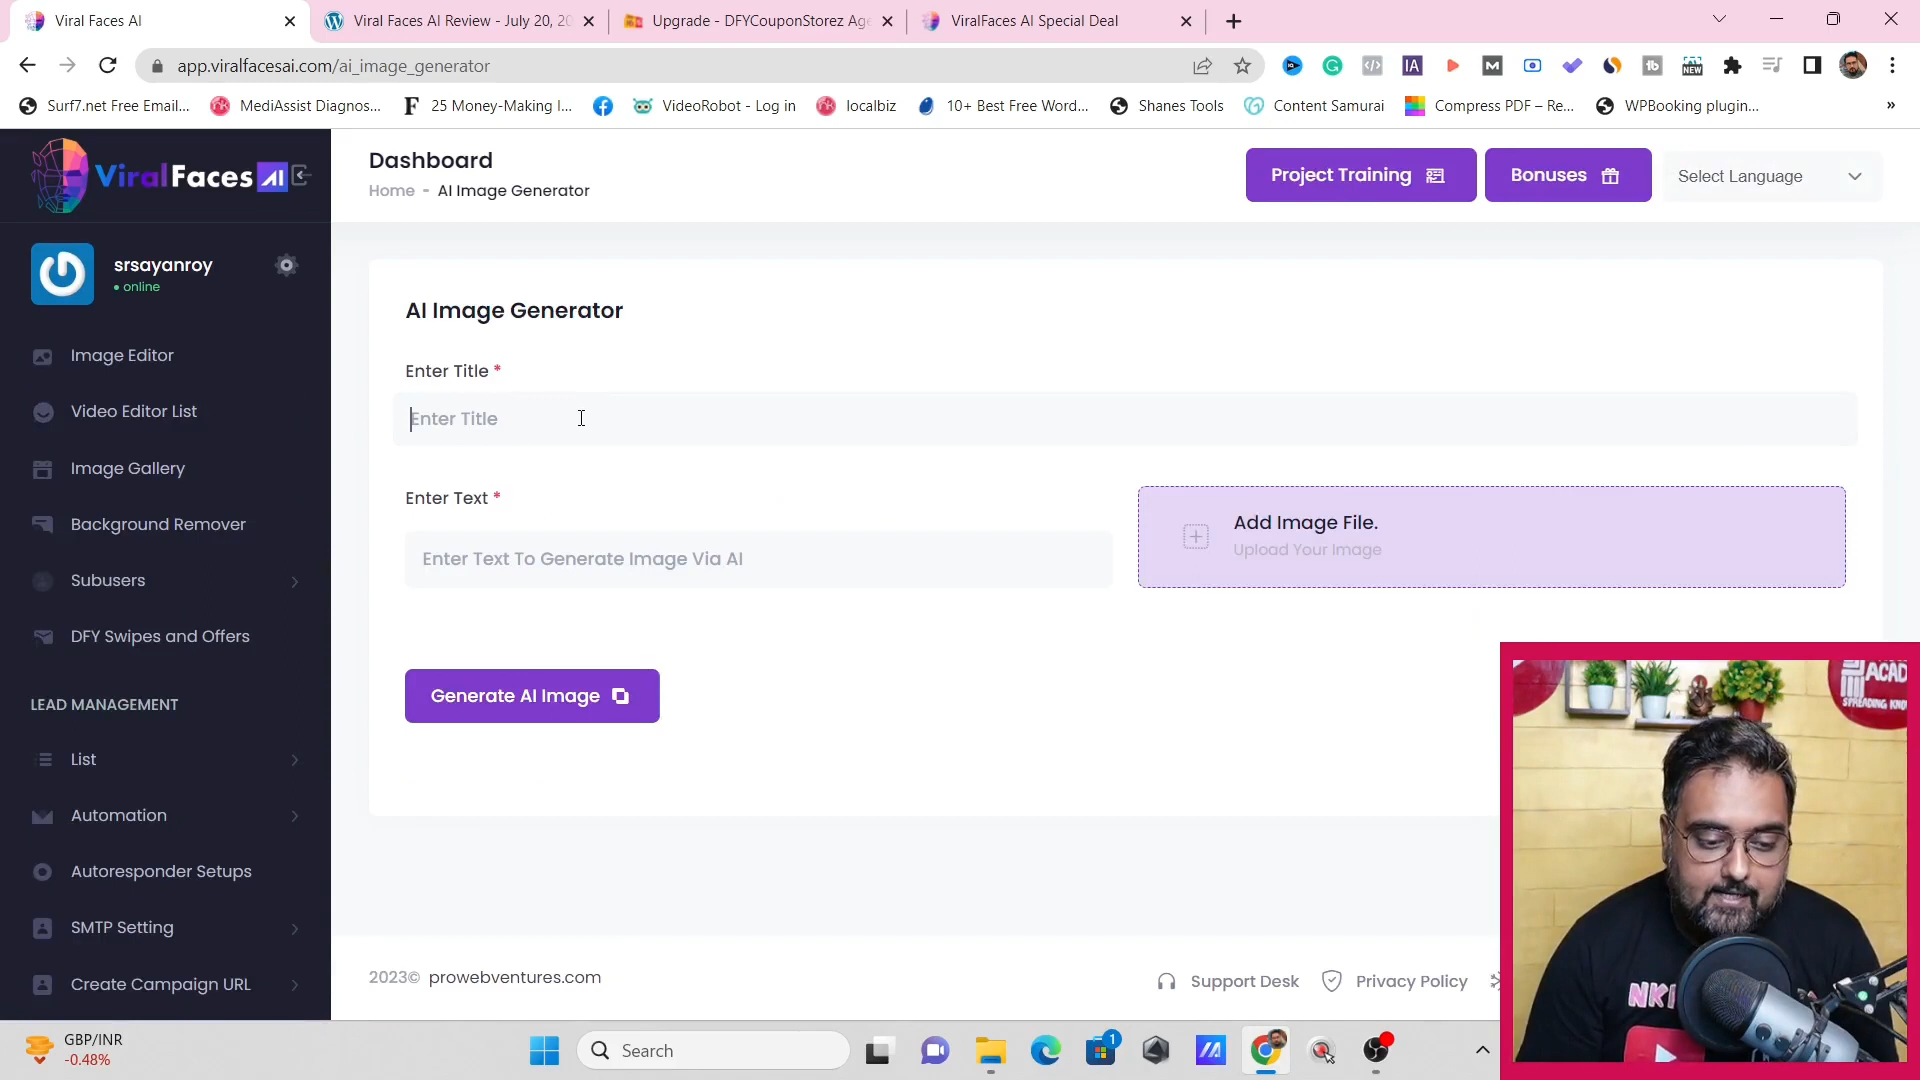 Viral Faces AI
Viral Faces AI Review - July 20, 20
Upgrade - DFYCouponStorez Age
ViralFaces AI Special Deal
app.viralfacesai.com/ai_image_generator
Surf7.net Free Email...
MediAssist Diagnos...
25 Money-Making I...
VideoRobot - Log in
localbiz
10+ Best Free Word...
Shanes Tools
Content Samurai
Compress PDF – Re...
WPBooking plugin...
»
ViralFaces AI
Dashboard
Home - AI Image Generator
Project Training
Bonuses
Select Language
srsayanroy
online
Image Editor
Video Editor List
Image Gallery
Background Remover
Subusers
DFY Swipes and Offers
LEAD MANAGEMENT
List
Automation
Autoresponder Setups
SMTP Setting
Create Campaign URL
AI Image Generator
Enter Title *
Enter Title
Enter Text *
Enter Text To Generate Image Via AI
Add Image File.
Upload Your Image
Generate AI Image
2023© prowebventures.com
Support Desk
Privacy Policy
ACAD
SPREADING KNO
NK
GBP/INR
-0.48%
Search
1